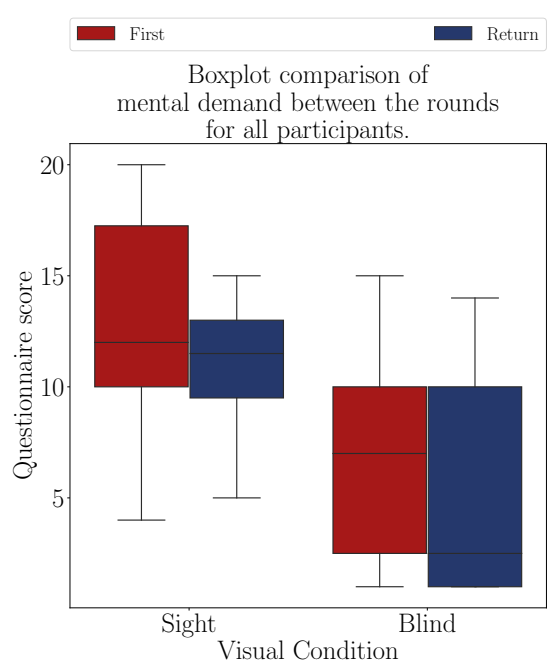 First
Return
Boxplot comparison of
mental demand between the rounds
for all participants.
20
15
10
5
Questionnaire score
Sight
Blind
Visual Condition